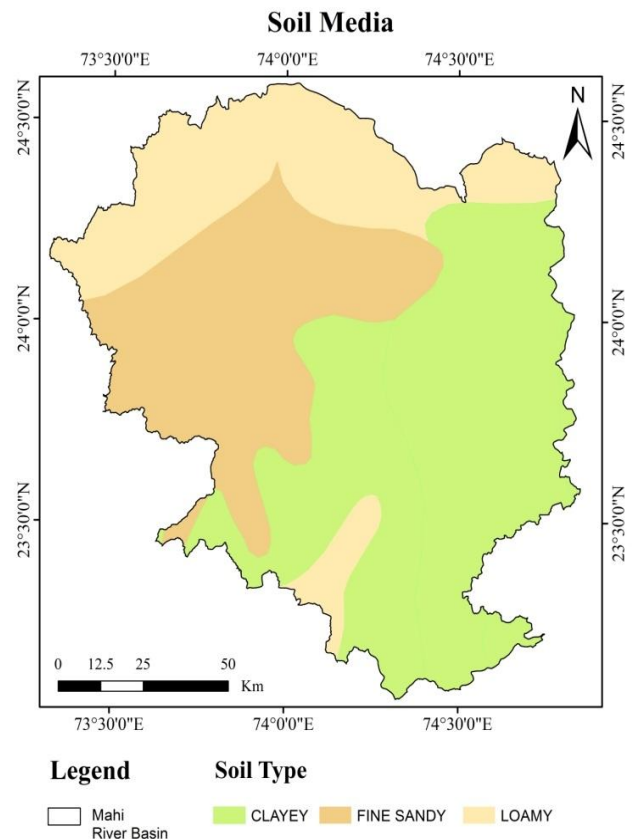 Soil Media
73°30'0"E 74°0'0"E 74°30'0"E
N
24°30'0"N 24°30'0"N
24°0'0"N 24°0'0"N
23°30'0"N 23°30'0"N
0 12.5 25 50
Km
73°30'0"E 74°0'0"E 74°30'0"E
Legend Soil Type
Mahi
River Basin
CLAYEY FINE SANDY LOAMY